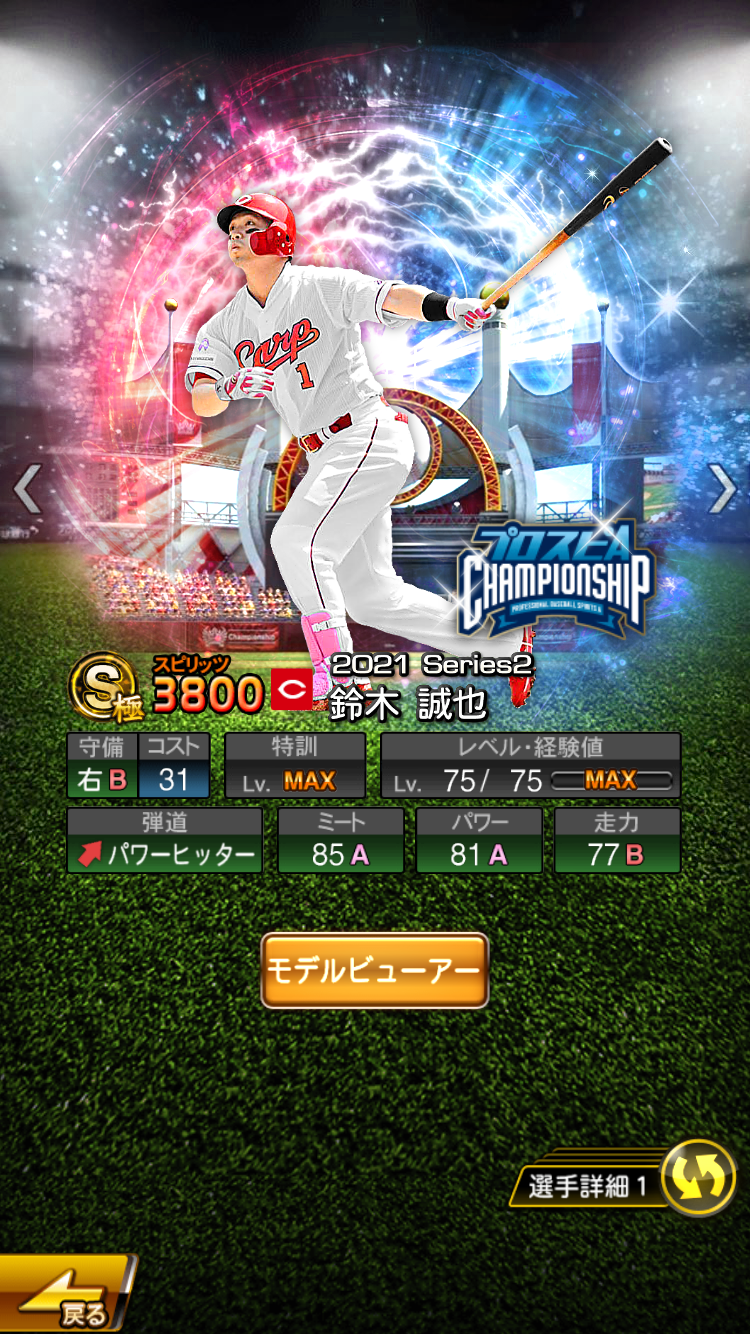 Carp
1
プロスピA
CHAMPIONSHIP
PROFESSIONAL BASEBALL SPIRITS A
Championship
S極
スピリッツ
3800
C
2021 Series2
鈴木 誠也
守備 コスト 特訓 レベル・経験値
右 B 31 Lv. MAX Lv. 75/ 75 MAX
弾道 ミート パワー 走力
パワーヒッター 85 A 81 A 77 B
モデルビューアー
選手詳細 1
戻る